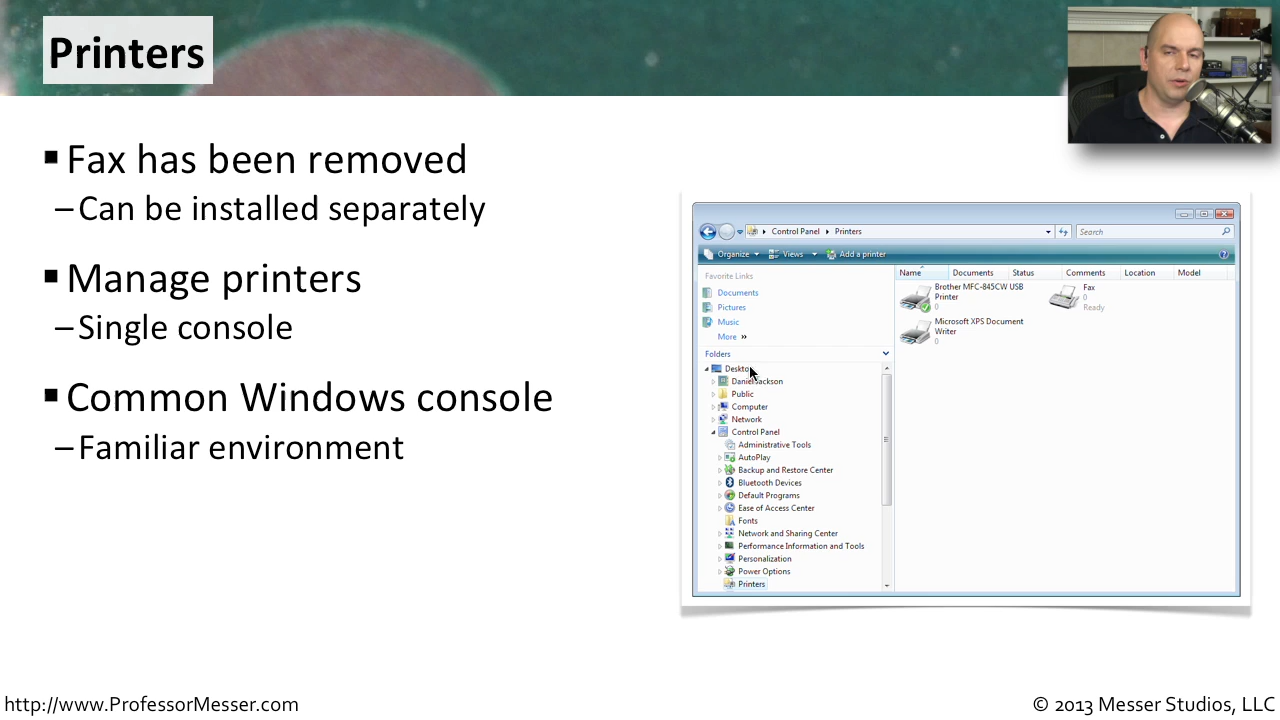 Printers
▪ Fax has been removed
– Can be installed separately
▪ Manage printers
– Single console
▪ Common Windows console
– Familiar environment
Control Panel ▸ Printers
Search
Organize
Views
Add a printer
Favorite Links
Documents
Pictures
Music
More »
Folders
Desktop
Daniel Jackson
Public
Computer
Network
Control Panel
Administrative Tools
AutoPlay
Backup and Restore Center
Bluetooth Devices
Default Programs
Ease of Access Center
Fonts
Network and Sharing Center
Performance Information and Tools
Personalization
Power Options
Printers
Name Documents Status Comments Location Model
Brother MFC-845CW USB
Printer
0
Fax
0
Ready
Microsoft XPS Document
Writer
0
http://www.ProfessorMesser.com
© 2013 Messer Studios, LLC